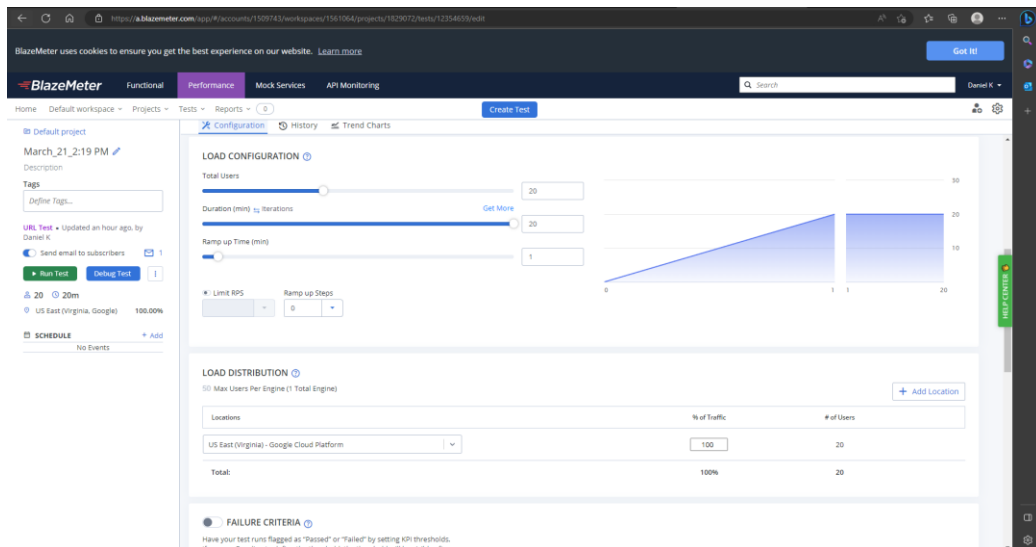 https://a.blazemeter.com/app/#/accounts/1509743/workspaces/1561064/projects/1829072/tests/12354659/edit
BlazeMeter uses cookies to ensure you get the best experience on our website. Learn more
Got It!
BlazeMeter Functional Performance Mock Services API Monitoring Search Daniel K
Home Default workspace Projects Tests Reports 0 Create Test
Default project
March_21_2:19 PM
Description
Tags
Define Tags...
URL Test • Updated an hour ago, by
Daniel K
Send email to subscribers 1
Run Test Debug Test
20 20m
US East (Virginia, Google) 100.00%
SCHEDULE + Add
No Events
Configuration History Trend Charts
LOAD CONFIGURATION
Total Users
20
Duration (min) Iterations Get More
20
Ramp up Time (min)
1
Limit RPS Ramp up Steps
0
30
20
10
0 1 1 20
HELP CENTER
LOAD DISTRIBUTION
50 Max Users Per Engine (1 Total Engine)
+ Add Location
Locations % of Traffic # of Users
US East (Virginia) - Google Cloud Platform 100 20
Total: 100% 20
FAILURE CRITERIA
Have your test runs flagged as "Passed" or "Failed" by setting KPI thresholds.